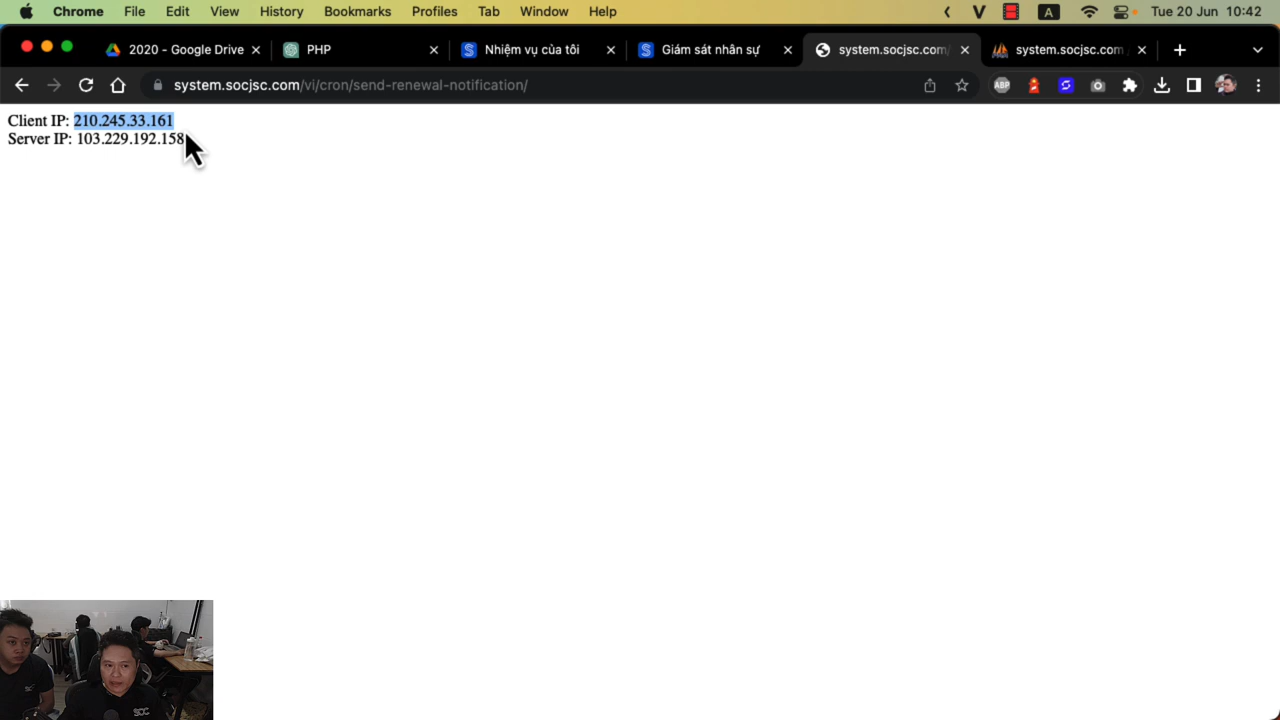 Chrome File Edit View History Bookmarks Profiles Tab Window Help V A Tue 20 Jun 10:42
2020 - Google Drive PHP Nhiệm vụ của tôi Giám sát nhân sự system.socjsc.com/ system.socjsc.com
system.socjsc.com/vi/cron/send-renewal-notification/ ABP
Client IP: 210.245.33.161
Server IP: 103.229.192.158
SOC